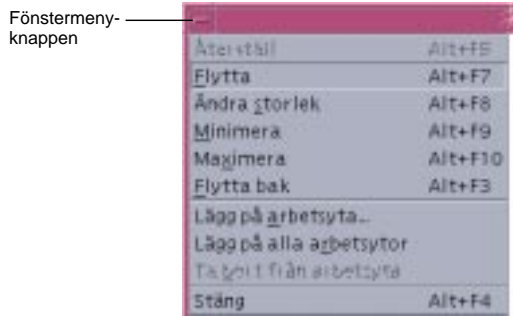 Fönstermeny-
knappen
Återställ Alt+F5
Flytta Alt+F7
Ändra storlek Alt+F8
Minimera Alt+F9
Maximera Alt+F10
Flytta bak Alt+F3
Lägg på arbetsyta...
Lägg på alla arbetsytor
Ta bort från arbetsyta
Stäng Alt+F4